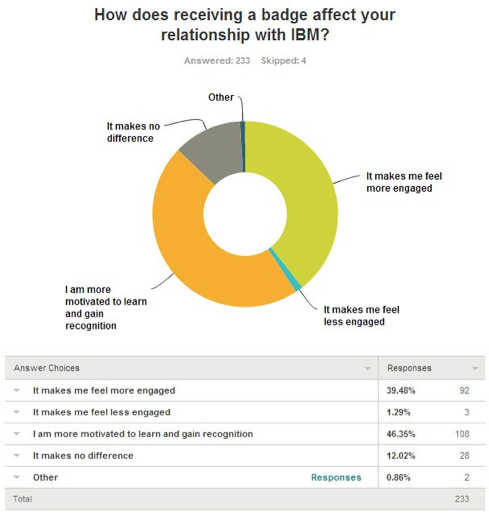 How does receiving a badge affect your
relationship with IBM?
Answered: 233 Skipped: 4
Other
It makes no
difference
It makes me feel
more engaged
I am more
motivated to learn
and gain
recognition
It makes me feel
less engaged
Answer Choices Responses
It makes me feel more engaged 39.48% 92
It makes me feel less engaged 1.29% 3
I am more motivated to learn and gain recognition 46.35% 108
It makes no difference 12.02% 28
Other Responses 0.86% 2
Total 233